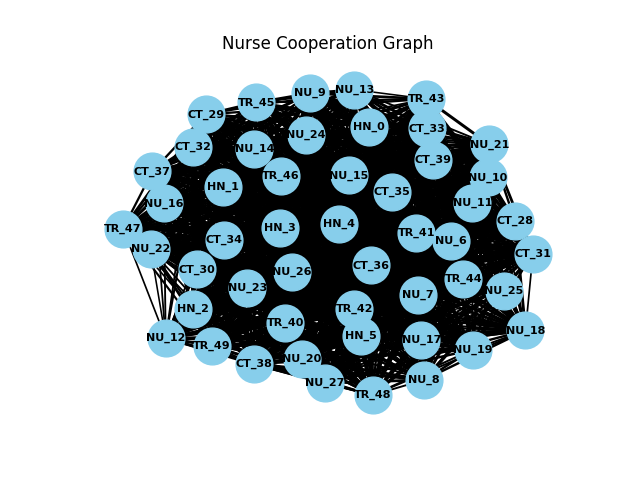 Nurse Cooperation Graph
NU_13
NU_9
TR_43
TR_45
CT_29
HN_0
CT_33
NU_24
NU_21
CT_32
NU_14
CT_39
CT_37
TR_46
NU_15
NU_10
HN_1
CT_35
NU_16
NU_11
CT_28
HN_4
HN_3
TR_47
TR_41
CT_34
NU_6
NU_22
CT_31
CT_36
CT_30
NU_26
TR_44
NU_23
NU_25
NU_7
HN_2
TR_42
TR_40
NU_18
HN_5
NU_12
NU_17
TR_49
NU_19
NU_20
CT_38
NU_8
NU_27
TR_48